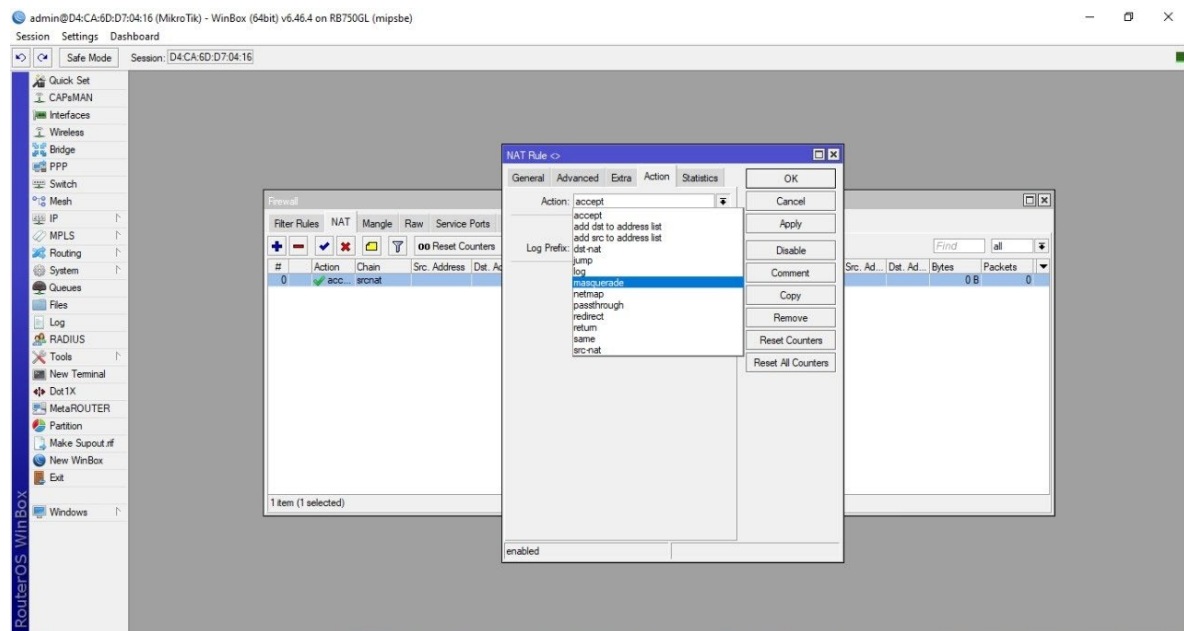 admin@D4:CA:6D:D7:04:16 (MikroTik) - WinBox (64bit) v6.46.4 on RB750GL (mipsbe)
Session Settings Dashboard
Safe Mode Session: D4:CA:6D:D7:04:16
Quick Set
CAPsMAN
Interfaces
Wireless
Bridge
PPP
Switch
Mesh
IP
MPLS
Routing
System
Queues
Files
Log
RADIUS
Tools
New Terminal
Dot1X
MetaROUTER
Partition
Make Supout.rif
New WinBox
Exit
Windows
RouterOS WinBox
Firewall
Filter Rules NAT Mangle Raw Service Ports
00 Reset Counters
Find all
# Action Chain Src. Address Dst. Ad Src. Ad... Dst. Ad... Bytes Packets
0 acc... srcnat 0 B 0
1 item (1 selected)
NAT Rule <>
General Advanced Extra Action Statistics
Action: accept
Log Prefix:
accept
add dst to address list
add src to address list
dst-nat
jump
log
masquerade
netmap
passthrough
redirect
return
same
src-nat
OK
Cancel
Apply
Disable
Comment
Copy
Remove
Reset Counters
Reset All Counters
enabled